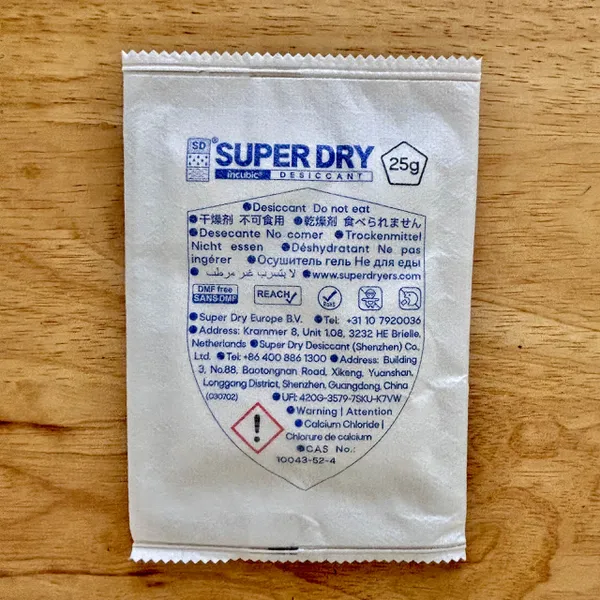 SD ® SUPER DRY 25g
incubic® DESICCANT
●Desiccant Do not eat
●干燥剂 不可食用 ●乾燥剤 食べられません
●Desecante No comer ●Trockenmittel
Nicht essen ●Déshydratant Ne pas
ingérer ●Осушитель гель Не для еды
لا يتسرب غير مرطب● ●www.superdryers.com
DMF free
SANS DMF REACH✓ RoHS
●Super Dry Europe B.V. ●Tel: +31 10 7920036
●Address: Krammer 8, Unit 1.08, 3232 HE Brielle,
Netherlands ●Super Dry Desiccant (Shenzhen) Co.
Ltd. ●Tel: +86 400 886 1300 ●Address: Building
3, No.88, Baotongnan Road, Xikeng, Yuanshan,
Longgang District, Shenzhen, Guangdong, China
(030702) ●UFI: 420G-3579-7SKU-K7VW
●Warning | Attention
●Calcium Chloride |
Chlorure de calcium
●CAS No.:
10043-52-4